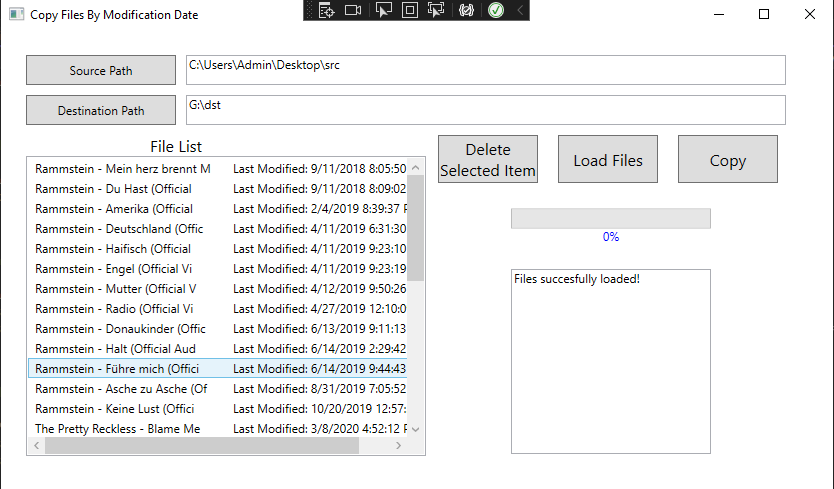 Copy Files By Modification Date
Source Path
C:\Users\Admin\Desktop\src
Destination Path
G:\dst
File List
Delete
Selected Item
Load Files
Copy
Rammstein - Mein herz brennt M Last Modified: 9/11/2018 8:05:50
Rammstein - Du Hast (Official Last Modified: 9/11/2018 8:09:02
Rammstein - Amerika (Official Last Modified: 2/4/2019 8:39:37
Rammstein - Deutschland (Offic Last Modified: 4/11/2019 6:31:30
Rammstein - Haifisch (Official Last Modified: 4/11/2019 9:23:10
Rammstein - Engel (Official Vi Last Modified: 4/11/2019 9:23:19
Rammstein - Mutter (Official V Last Modified: 4/12/2019 9:50:26
Rammstein - Radio (Official Vi Last Modified: 4/27/2019 12:10:0
Rammstein - Donaukinder (Offic Last Modified: 6/13/2019 9:11:13
Rammstein - Halt (Official Aud Last Modified: 6/14/2019 2:29:42
Rammstein - Führe mich (Offici Last Modified: 6/14/2019 9:44:43
Rammstein - Asche zu Asche (Of Last Modified: 8/31/2019 7:05:52
Rammstein - Keine Lust (Offici Last Modified: 10/20/2019 12:57:
The Pretty Reckless - Blame Me Last Modified: 3/8/2020 4:52:12
0%
Files succesfully loaded!